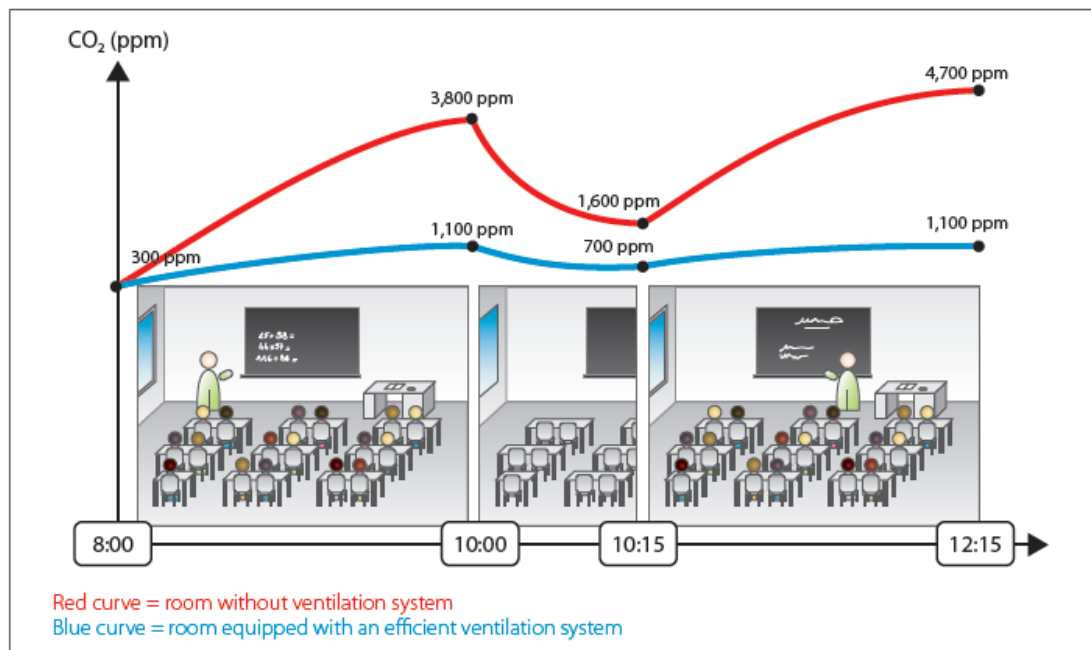 CO₂ (ppm)
4,700 ppm
3,800 ppm
1,600 ppm
1,100 ppm
1,100 ppm
700 ppm
300 ppm
8:00
10:00
10:15
12:15
Red curve = room without ventilation system
Blue curve = room equipped with an efficient ventilation system